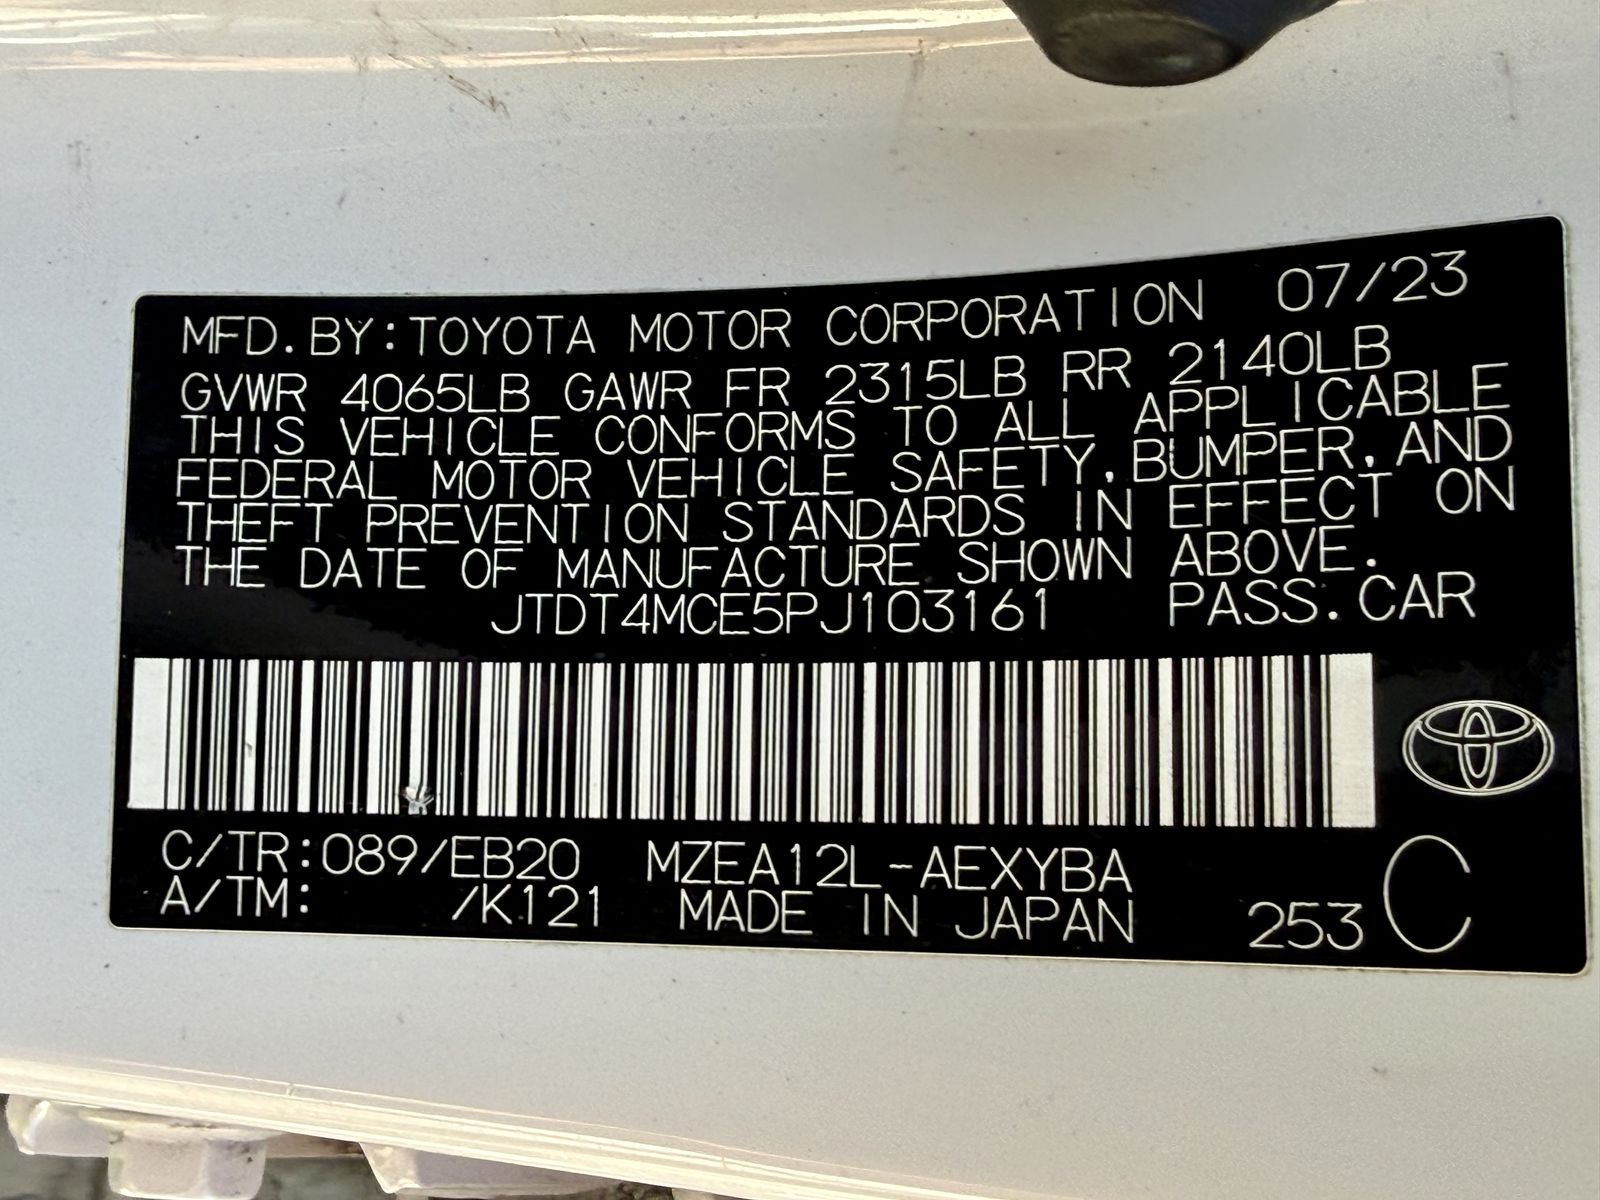 MFD. BY: TOYOTA MOTOR CORPORATION 07/23
GVWR 4065LB GAWR FR 2315LB RR 2140LB
THIS VEHICLE CONFORMS TO ALL APPLICABLE
FEDERAL MOTOR VEHICLE SAFETY, BUMPER, AND
THEFT PREVENTION STANDARDS IN EFFECT ON
THE DATE OF MANUFACTURE SHOWN ABOVE.
JTDT4MCE5PJ103161 PASS. CAR
C/TR: 089/EB20 MZEA12L-AEXYBA
A/TM: /K121 MADE IN JAPAN 253 C